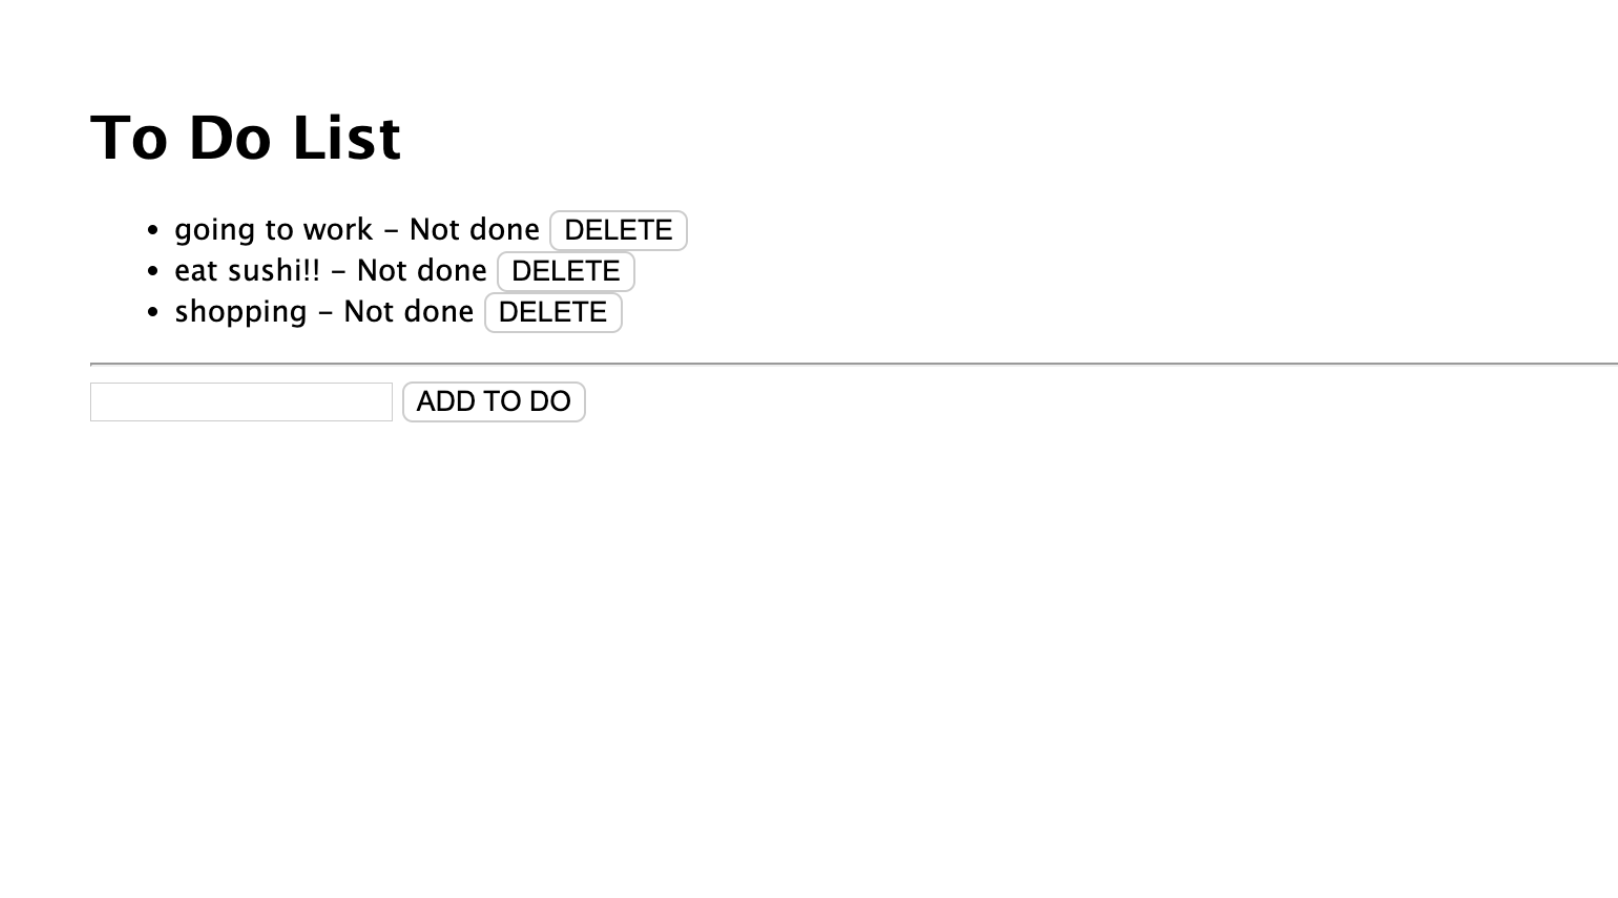 To Do List
• going to work – Not done DELETE
• eat sushi!! – Not done DELETE
• shopping – Not done DELETE
ADD TO DO